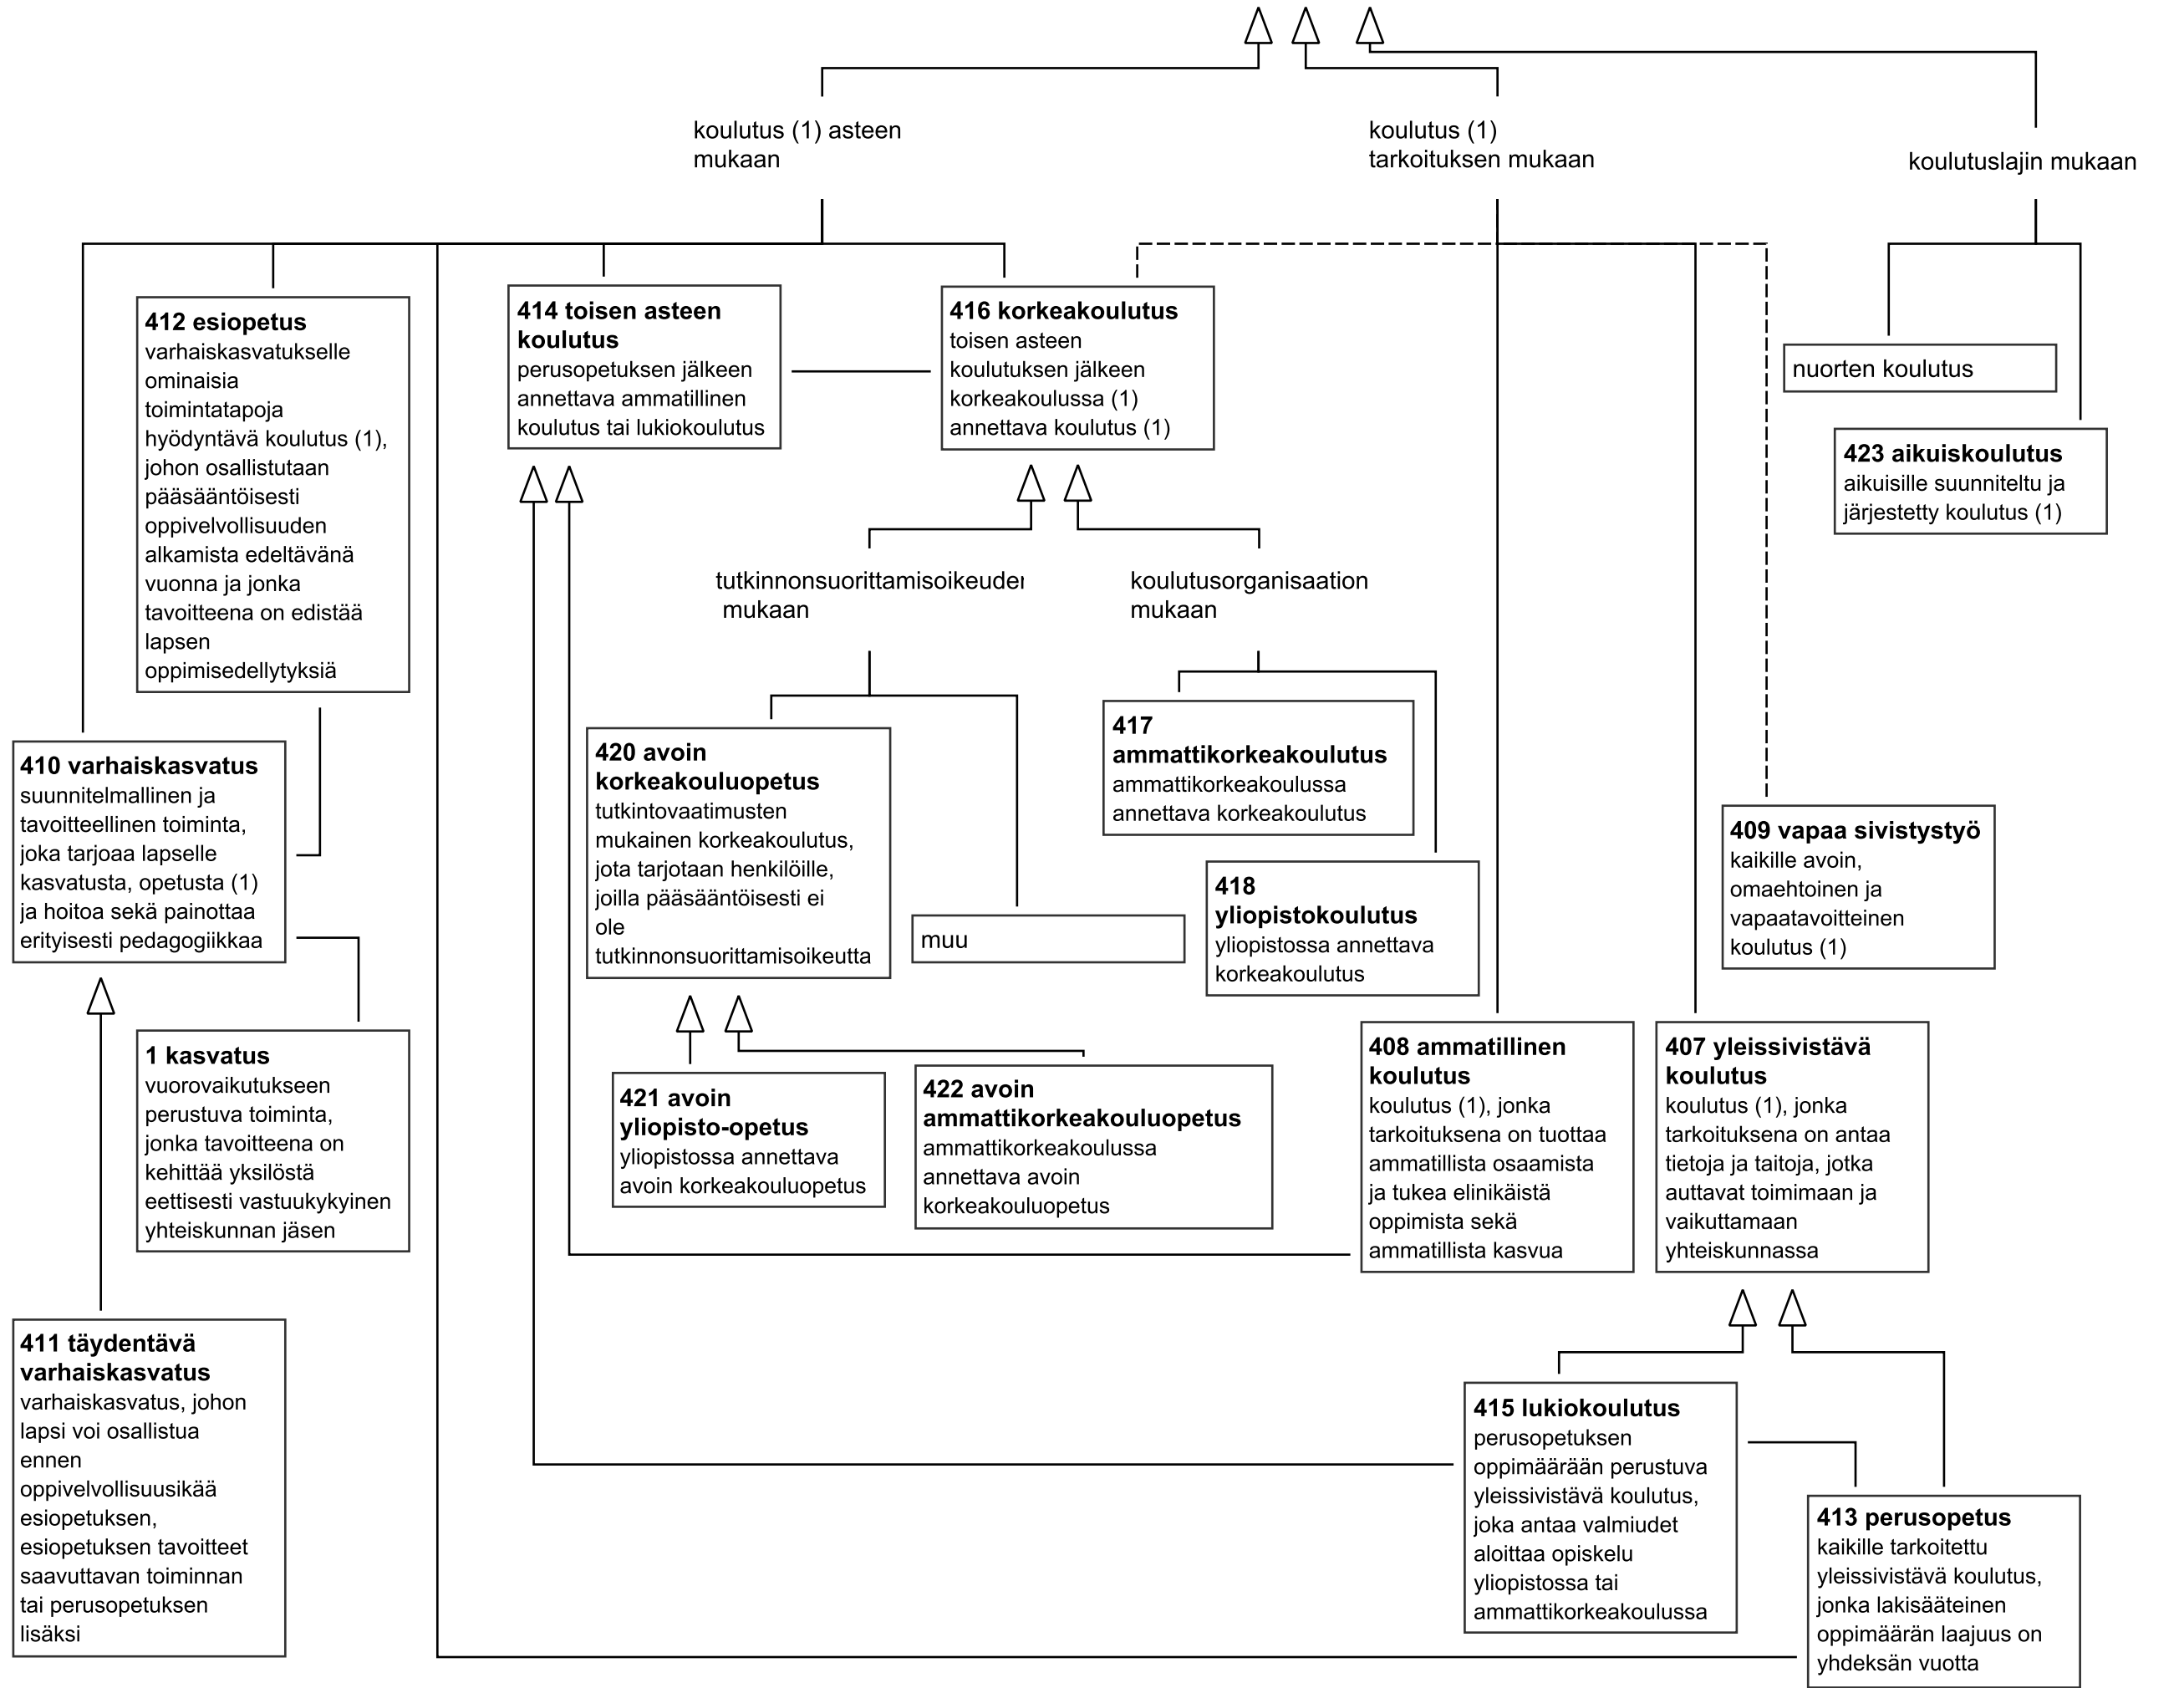 koulutus (1) asteen
mukaan
koulutus (1)
tarkoituksen mukaan
koulutuslajin mukaan
412 esiopetus
varhaiskasvatukselle
ominaisia
toimintatapoja
hyödyntävä koulutus (1),
johon osallistutaan
pääsääntöisesti
oppivelvollisuuden
alkamista edeltävänä
vuonna ja jonka
tavoitteena on edistää
lapsen
oppimisedellytyksiä
414 toisen asteen
koulutus
perusopetuksen jälkeen
annettava ammatillinen
koulutus tai lukiokoulutus
416 korkeakoulutus
toisen asteen
koulutuksen jälkeen
korkeakoulussa (1)
annettava koulutus (1)
nuorten koulutus
423 aikuiskoulutus
aikuisille suunniteltu ja
järjestetty koulutus (1)
tutkinnonsuorittamisoikeuden
mukaan
koulutusorganisaation
mukaan
410 varhaiskasvatus
suunnitelmallinen ja
tavoitteellinen toiminta,
joka tarjoaa lapselle
kasvatusta, opetusta (1)
ja hoitoa sekä painottaa
erityisesti pedagogiikkaa
420 avoin
korkeakouluopetus
tutkintovaatimusten
mukainen korkeakoulutus,
jota tarjotaan henkilöille,
joilla pääsääntöisesti ei
ole
tutkinnonsuorittamisoikeutta
muu
417
ammattikorkeakoulutus
ammattikorkeakoulussa
annettava korkeakoulutus
418
yliopistokoulutus
yliopistossa annettava
korkeakoulutus
409 vapaa sivistystyö
kaikille avoin,
omaehtoinen ja
vapaatavoitteinen
koulutus (1)
1 kasvatus
vuorovaikutukseen
perustuva toiminta,
jonka tavoitteena on
kehittää yksilöstä
eettisesti vastuukykyinen
yhteiskunnan jäsen
421 avoin
yliopisto-opetus
yliopistossa annettava
avoin korkeakouluopetus
422 avoin
ammattikorkeakouluopetus
ammattikorkeakoulussa
annettava avoin
korkeakouluopetus
408 ammatillinen
koulutus
koulutus (1), jonka
tarkoituksena on tuottaa
ammatillista osaamista
ja tukea elinikäistä
oppimista sekä
ammatillista kasvua
407 yleissivistävä
koulutus
koulutus (1), jonka
tarkoituksena on antaa
tietoja ja taitoja, jotka
auttavat toimimaan ja
vaikuttamaan
yhteiskunnassa
411 täydentävä
varhaiskasvatus
varhaiskasvatus, johon
lapsi voi osallistua
ennen
oppivelvollisuusikää
esiopetuksen,
esiopetuksen tavoitteet
saavuttavan toiminnan
tai perusopetuksen
lisäksi
415 lukiokoulutus
perusopetuksen
oppimäärään perustuva
yleissivistävä koulutus,
joka antaa valmiudet
aloittaa opiskelu
yliopistossa tai
ammattikorkeakoulussa
413 perusopetus
kaikille tarkoitettu
yleissivistävä koulutus,
jonka lakisääteinen
oppimäärän laajuus on
yhdeksän vuotta